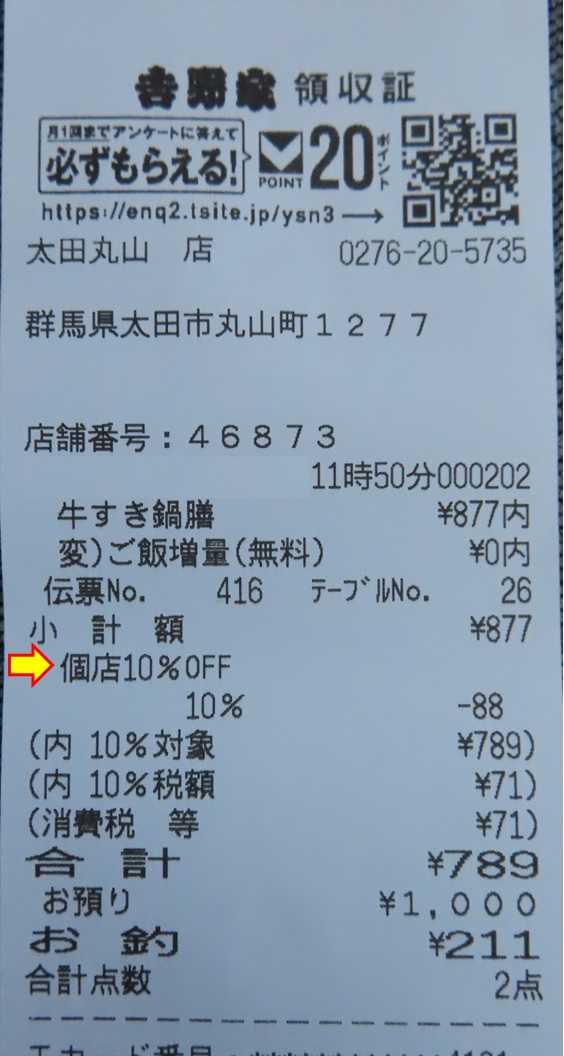 吉野家 領収証
月1回までアンケートに答えて
必ずもらえる!
POINT 20 ポイント
https://enq2.tsite.jp/ysn3→
太田丸山 店 0276-20-5735
群馬県太田市丸山町1277
店舗番号:46873
11時50分000202
牛すき鍋膳 ¥877内
変)ご飯増量(無料) ¥0内
伝票No. 416 テーブルNo. 26
小 計 額 ¥877
個店10%OFF
10% -88
(内 10%対象 ¥789)
(内 10%税額 ¥71)
(消費税 等 ¥71)
合 計 ¥789
お預り ¥1,000
お 釣 ¥211
合計点数 2点